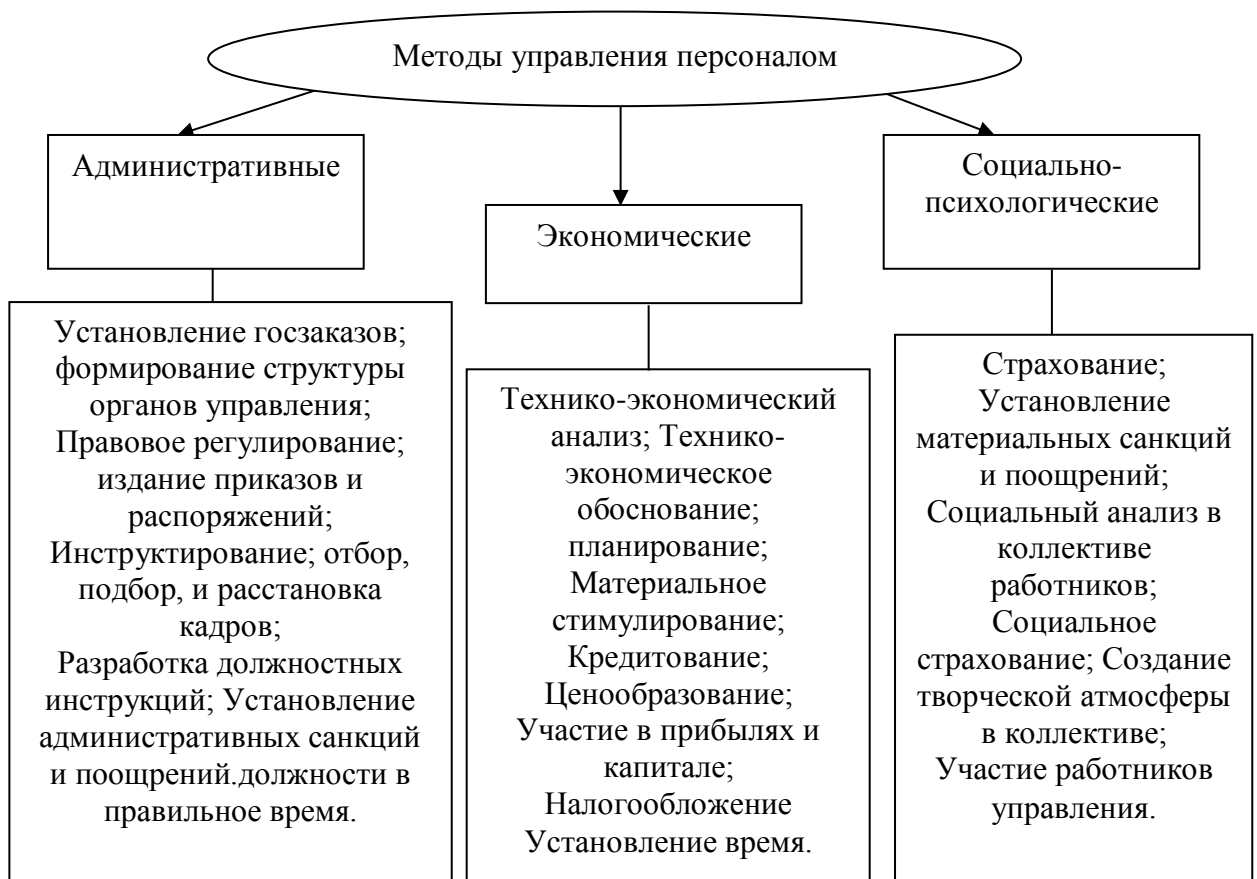 Методы управления персоналом
Административные
Установление госзаказов;
формирование структуры
органов управления;
Правовое регулирование;
издание приказов и
распоряжений;
Инструктирование; отбор,
подбор, и расстановка
кадров;
Разработка должностных
инструкций; Установление
административных санкций
и поощрений.должности в
правильное время.
Экономические
Технико-экономический
анализ; Технико-
экономическое
обоснование;
планирование;
Материальное
стимулирование;
Кредитование;
Ценообразование;
Участие в прибылях и
капитале;
Налогообложение
Установление время.
Социально-
психологические
Страхование;
Установление
материальных санкций
и поощрений;
Социальный анализ в
коллективе
работников;
Социальное
страхование; Создание
творческой атмосферы
в коллективе;
Участие работников
управления.